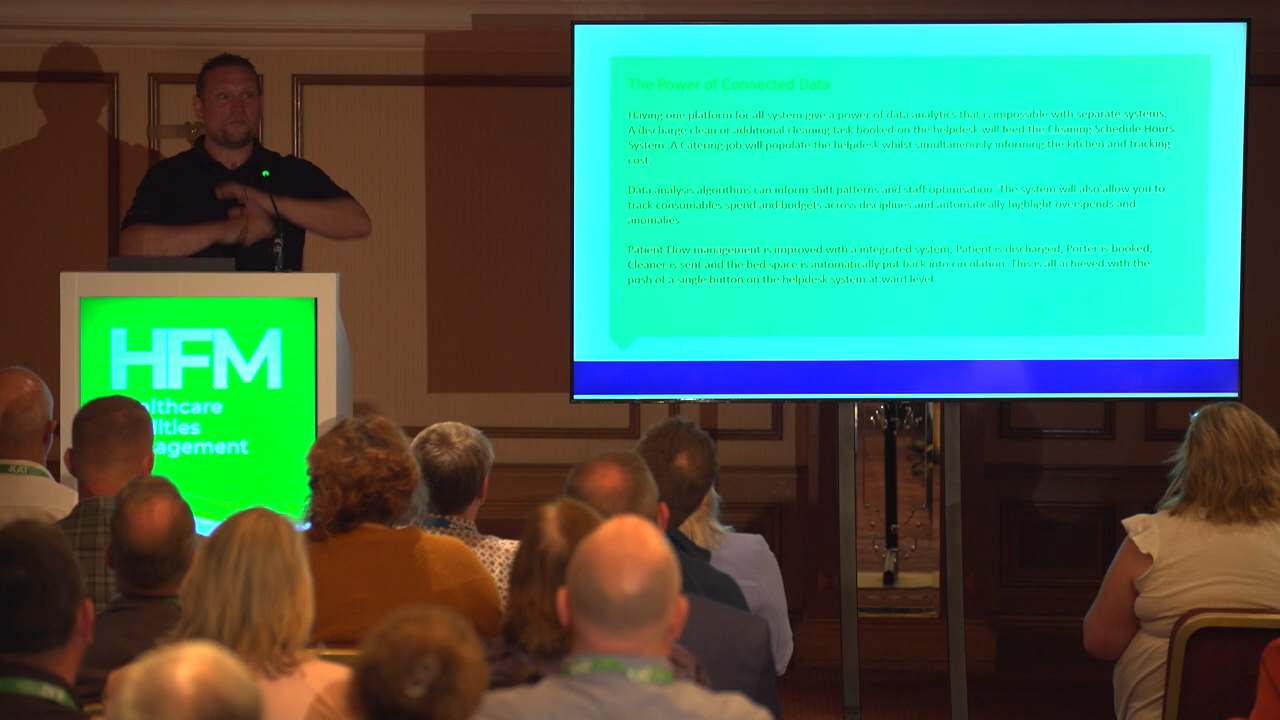 The Power of Connected Data
Having one platform for all system give a power of data analytics that is impossible with separate systems.
A discharge clean or additional cleaning task booked on the helpdesk will feed the Cleaning Schedule Hours
System. A Catering job will populate the helpdesk whilst simultaneously informing the kitchen and tracking
cost.
Data analysis algorithms can inform shift patterns and staff optimisation. The system will also allow you to
track consumables spend and budgets across disciplines and automatically highlight overspends and
anomalies.
Patient Flow management is improved with a integrated system, Patient is discharged, Porter is booked,
Cleaner is sent and the bed space is automatically put back into circulation. This is all achieved with the
push of a single button on the helpdesk system at ward level.
HFM
althcare
lities
agement